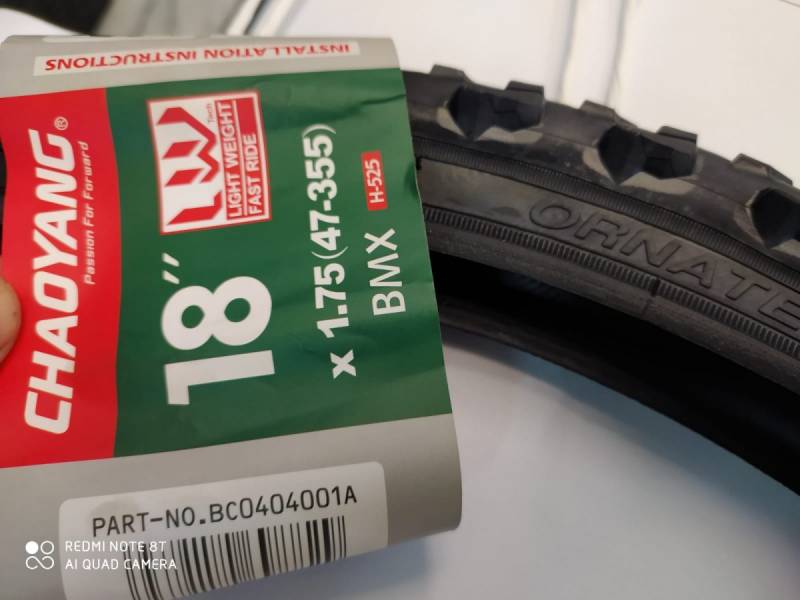 INSTALLATION INSTRUCTIONS
CHAOYANG®
Passion For Forward
LW Tech
LIGHT WEIGHT
FAST RIDE
18"
x 1.75(47-355)
BMX H-525
PART-NO.BC0404001A
ORNATE
REDMI NOTE 8T
AI QUAD CAMERA